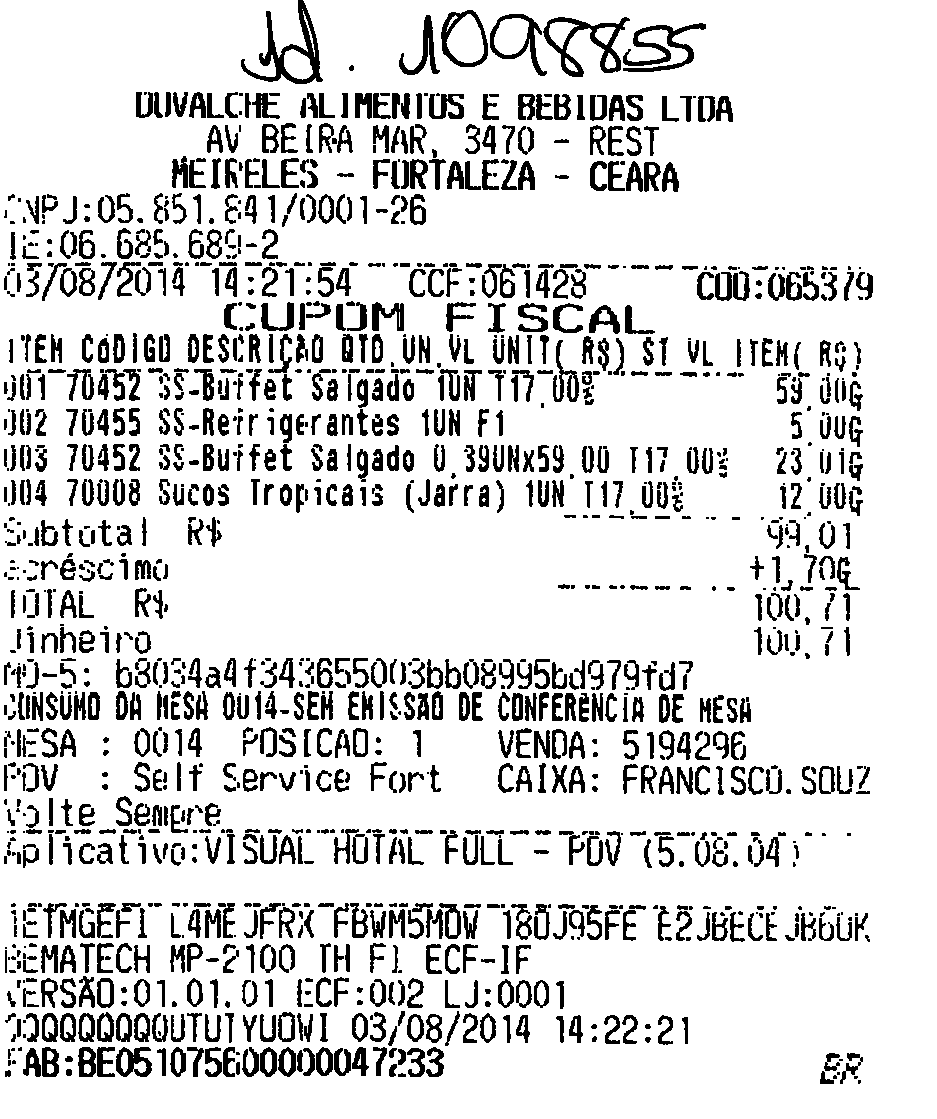 Jd. 1098855
DUVALCHE ALIMENTOS E BEBIDAS LTDA
AV BEIRA MAR, 3470 - REST
MEIRELES - FORTALEZA - CEARA
CNPJ:05.851.841/0001-26
IE:06.685.689-2
03/08/2014 14:21:54 CCF:061428 COO:065379
CUPOM FISCAL
ITEM CÓDIGO DESCRIÇÃO QTD.UN.VL UNIT( R$) ST VL ITEM( R$)
001 70452 SS-Buffet Salgado 1UN T17,00% 59,00G
002 70455 SS-Refrigerantes 1UN F1 5,00G
003 70452 SS-Buffet Salgado 0,39UNx59,00 T17,00% 23,01G
004 70008 Sucos Tropicais (Jarra) 1UN T17,00% 12,00G
Subtotal R$ 99,01
acréscimo +1,70G
TOTAL R$ 100,71
Dinheiro 100,71
MD-5: b8034a4f343655003bb08995bd979fd7
CONSUMO DA MESA 0014-SEM EMISSÃO DE CONFERÊNCIA DE MESA
MESA : 0014 POSICAO: 1 VENDA: 5194296
PDV : Self Service Fort CAIXA: FRANCISCO.SOUZ
Volte Sempre
Aplicativo:VISUAL HOTAL FULL - PDV (5.08.04)
IETMGEFI L4MEJFRX FBWM5MOW 180J95FE E2JBECEJB6UK
BEMATECH MP-2100 TH FI ECF-IF
VERSÃO:01.01.01 ECF:002 LJ:0001
QQQQQQQQQUTUIYUOWI 03/08/2014 14:22:21
FAB:BE051075600000047233 BR